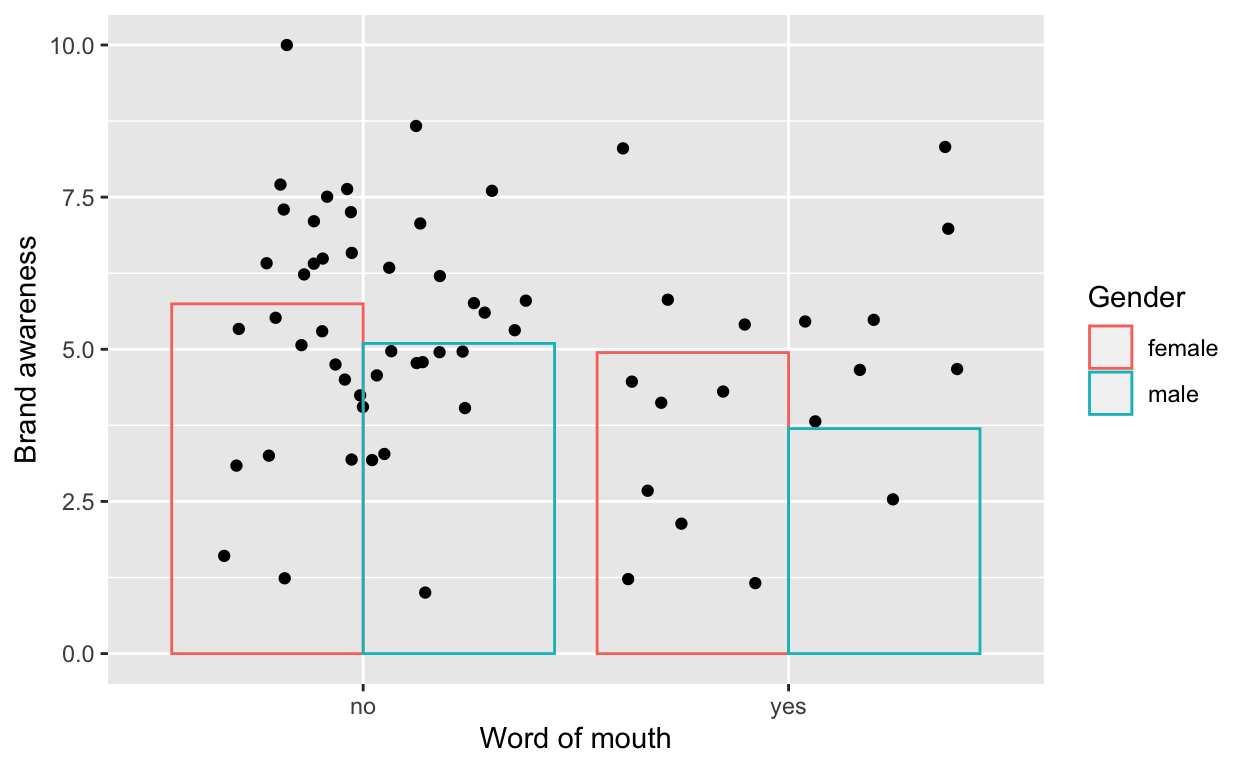 10.0
7.5
5.0
2.5
0.0
Brand awareness
no
yes
Word of mouth
Gender
female
male